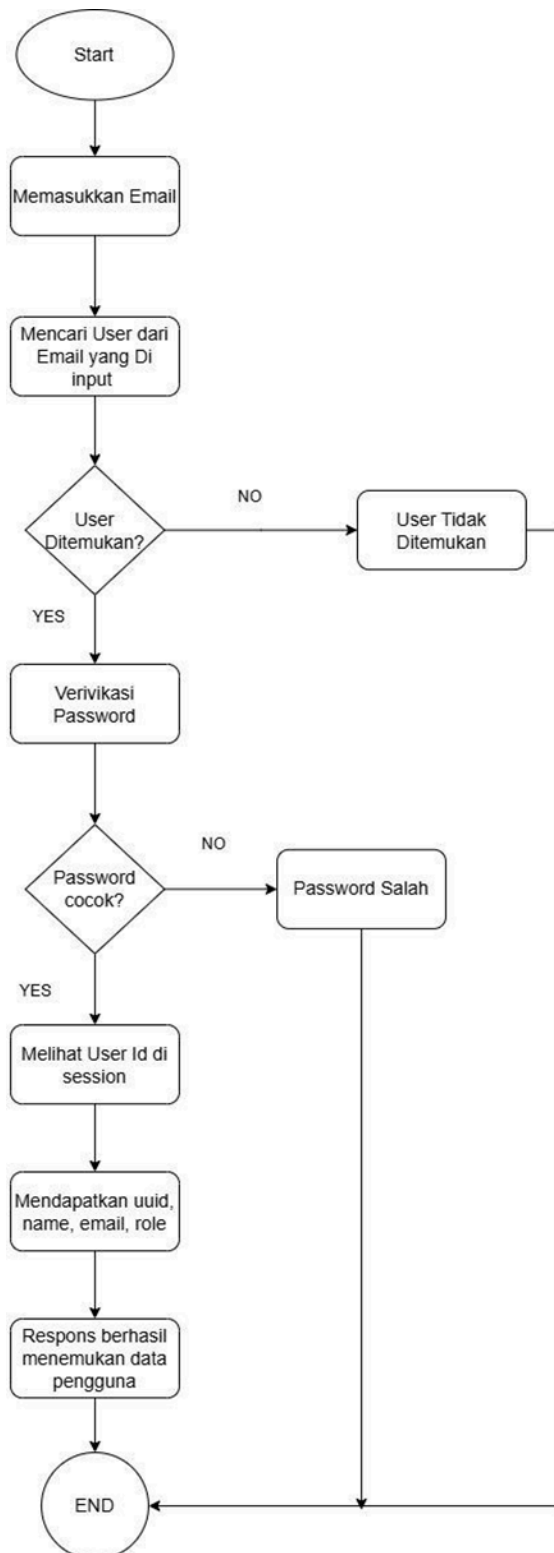 Start
Memasukkan Email
Mencari User dari
Email yang Di
input
User
Ditemukan?
NO
User Tidak
Ditemukan
YES
Verivikasi
Password
Password
cocok?
NO
Password Salah
YES
Melihat User Id di
session
Mendapatkan uuid,
name, email, role
Respons berhasil
menemukan data
pengguna
END